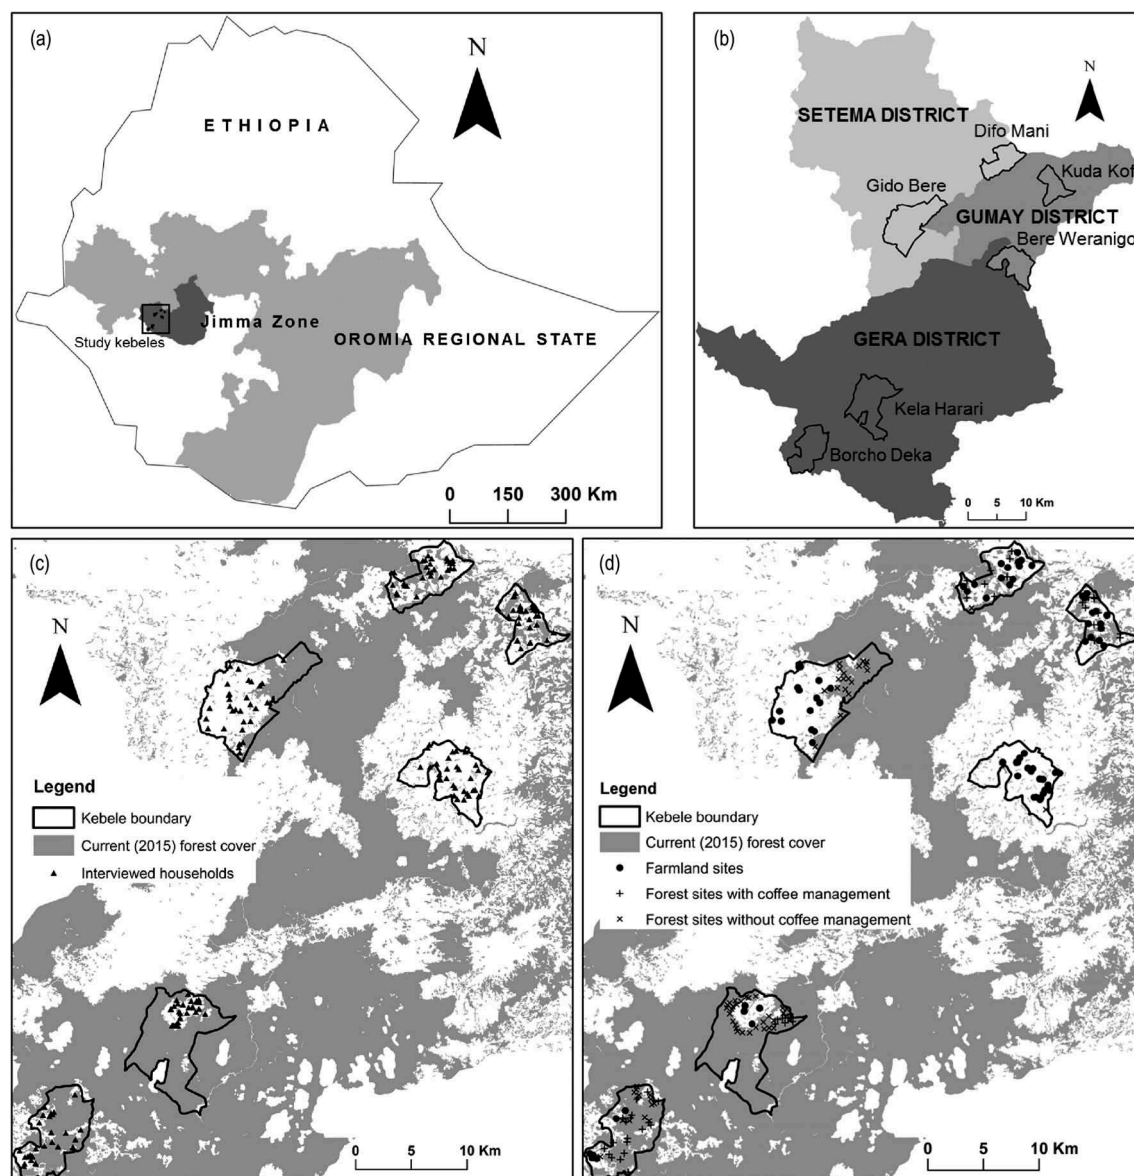 (a)
N
ETHIOPIA
Jimma Zone
Study kebeles
OROMIA REGIONAL STATE
0 150 300 Km
(b)
N
SETEMA DISTRICT
Difo Mani
Kuda Kof
Gido Bere
GUMAY DISTRICT
Bere Weranigo
GERA DISTRICT
Kela Harari
Borcho Deka
0 5 10 Km
(c)
N
Legend
Kebele boundary
Current (2015) forest cover
Interviewed households
0 5 10 Km
(d)
N
Legend
Kebele boundary
Current (2015) forest cover
Farmland sites
Forest sites with coffee management
Forest sites without coffee management
0 5 10 Km